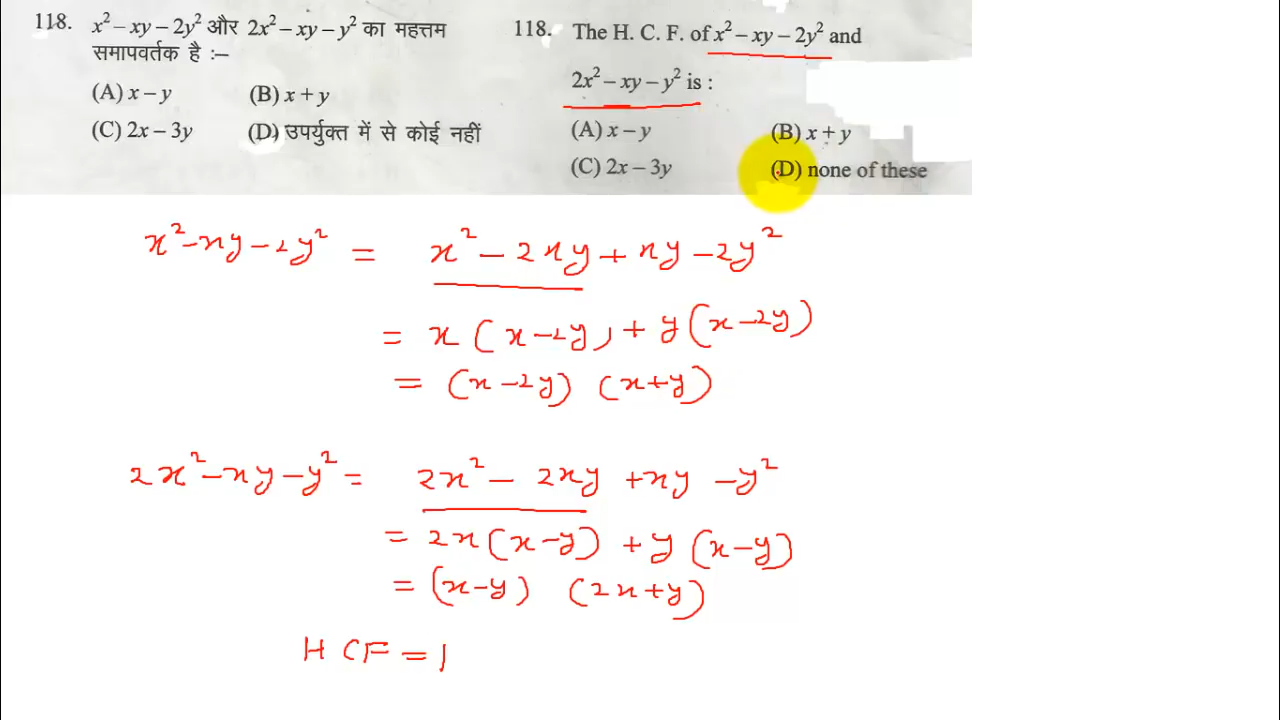 118. x² – xy – 2y² और 2x² – xy – y² का महत्तम
समापवर्तक है :–
(A) x – y (B) x + y
(C) 2x – 3y (D) उपर्युक्त में से कोई नहीं
118. The H. C. F. of x² – xy – 2y² and
2x² – xy – y² is :
(A) x – y (B) x + y
(C) 2x – 3y (D) none of these
x² – xy – 2y² = x² – 2xy + xy – 2y²
= x (x – 2y) + y (x – 2y)
= (x – 2y) (x + y)
2x² – xy – y² = 2x² – 2xy + xy – y²
= 2x (x – y) + y (x – y)
= (x – y) (2x + y)
HCF = 1